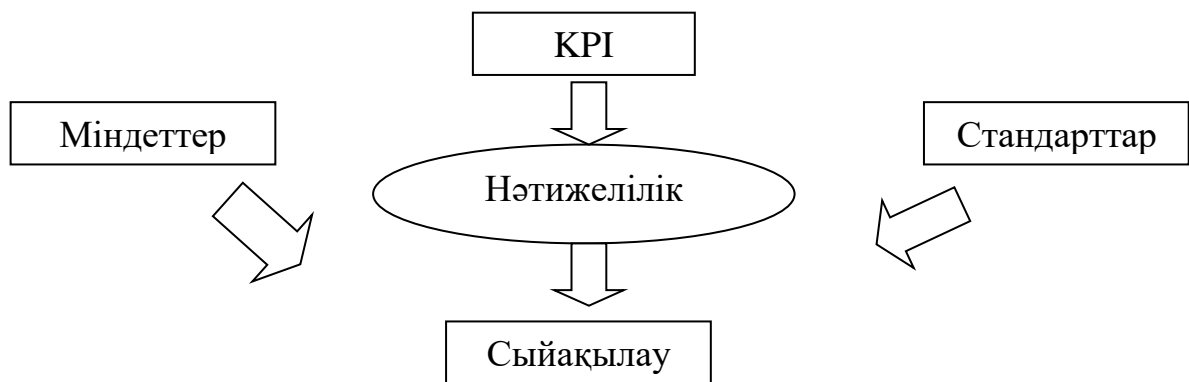 KPI
Міндеттер
Стандарттар
Нәтижелілік
Сыйақылау